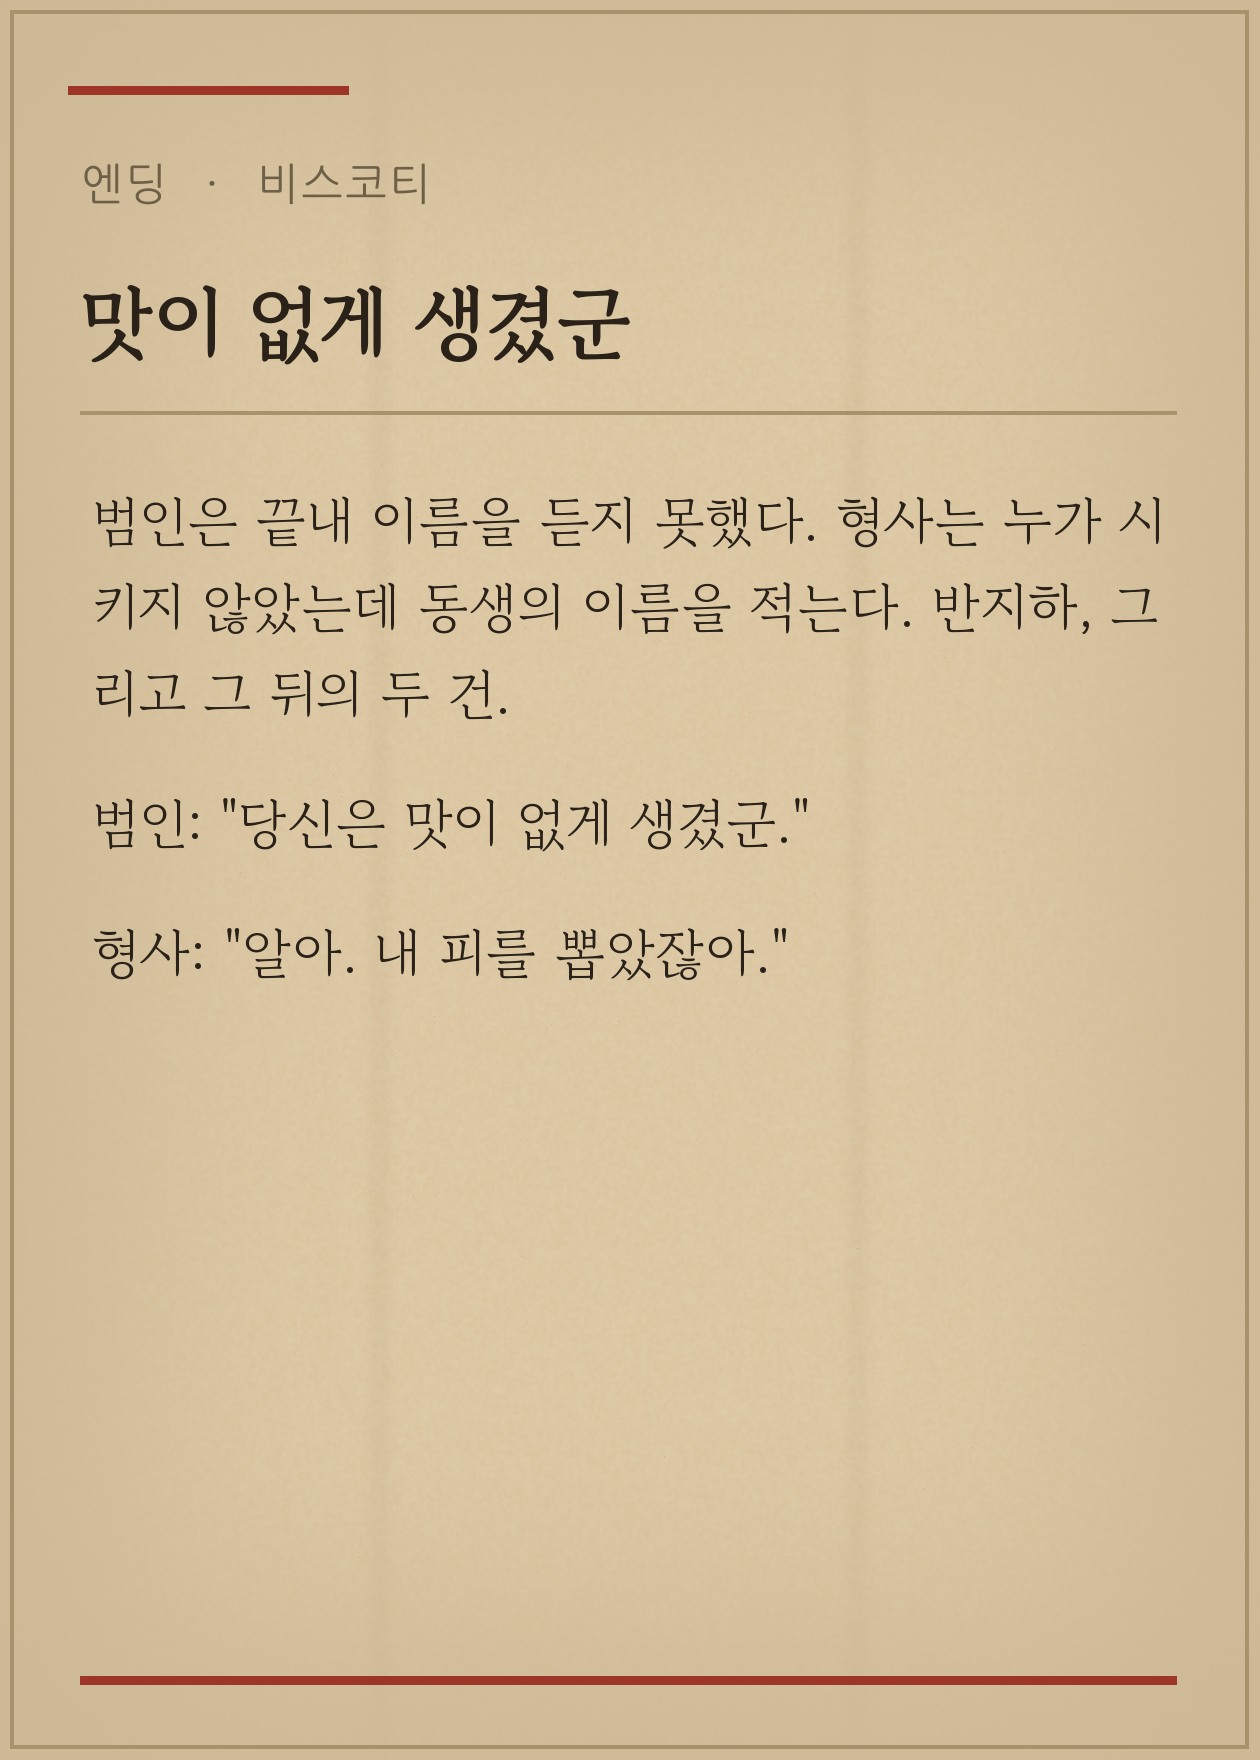 엔딩 · 비스코티
맛이 없게 생겼군
범인은 끝내 이름을 듣지 못했다. 형사는 누가 시
키지 않았는데 동생의 이름을 적는다. 반지하, 그
리고 그 뒤의 두 건.
범인: "당신은 맛이 없게 생겼군."
형사: "알아. 내 피를 뽑았잖아."